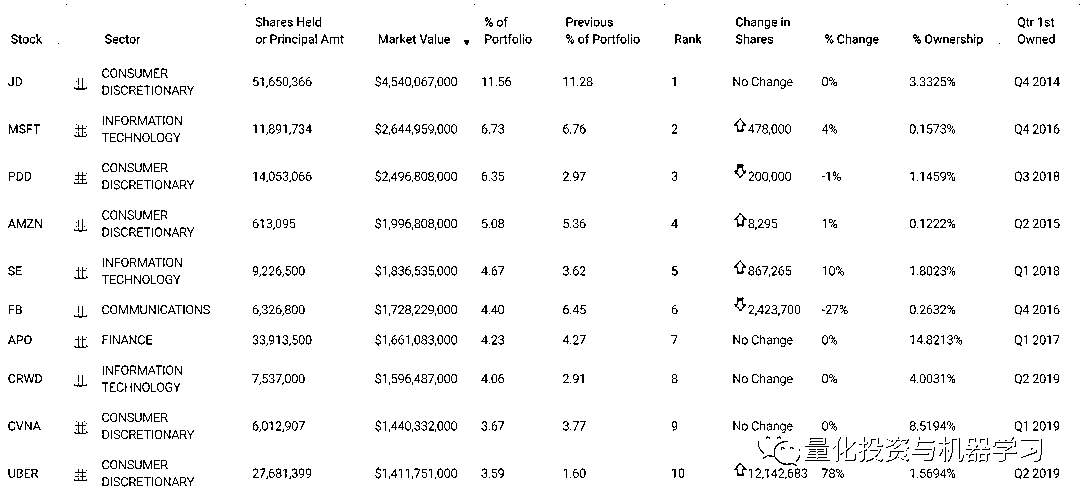 Stock Sector Shares Held or Principal Amt Market Value % of Portfolio Previous % of Portfolio Rank Change in Shares % Change % Ownership Qtr 1st Owned
JD CONSUMER DISCRETIONARY 51,650,366 $4,540,067,000 11.56 11.28 1 No Change 0% 3.3325% Q4 2014
MSFT INFORMATION TECHNOLOGY 11,891,734 $2,644,959,000 6.73 6.76 2 478,000 4% 0.1573% Q4 2016
PDD CONSUMER DISCRETIONARY 14,053,066 $2,496,808,000 6.35 2.97 3 200,000 -1% 1.1459% Q3 2018
AMZN CONSUMER DISCRETIONARY 613,095 $1,996,808,000 5.08 5.36 4 8,295 1% 0.1222% Q2 2015
SE INFORMATION TECHNOLOGY 9,226,500 $1,836,535,000 4.67 3.62 5 867,265 10% 1.8023% Q1 2018
FB COMMUNICATIONS 6,326,800 $1,728,229,000 4.40 6.45 6 2,423,700 -27% 0.2632% Q4 2016
APO FINANCE 33,913,500 $1,661,083,000 4.23 4.27 7 No Change 0% 14.8213% Q1 2017
CRWD INFORMATION TECHNOLOGY 7,537,000 $1,596,487,000 4.06 2.91 8 No Change 0% 4.0031% Q2 2019
CVNA CONSUMER DISCRETIONARY 6,012,907 $1,440,332,000 3.67 3.77 9 No Change 0% 8.5194% Q1 2019
UBER CONSUMER DISCRETIONARY 27,681,399 $1,411,751,000 3.59 1.60 10 12,142,683 78% 1.5694% Q2 2019
量化投资与机器学习